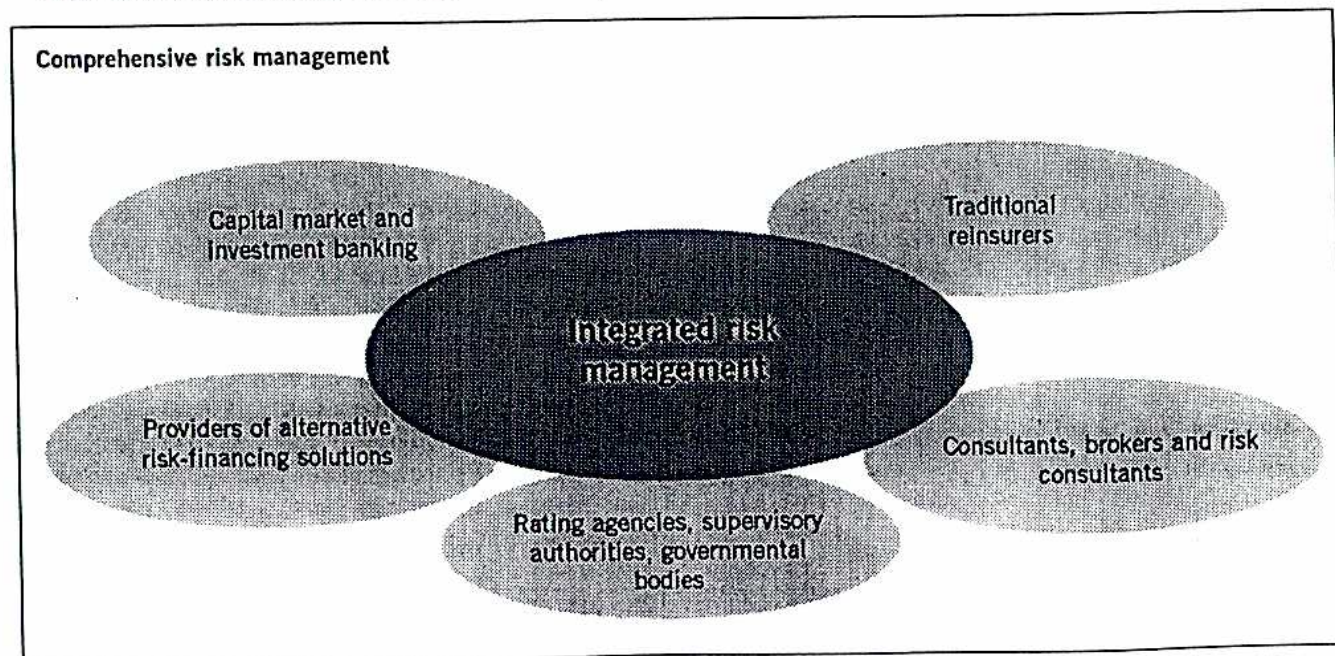 Comprehensive risk management
Capital market and
investment banking
Traditional
reinsurers
Integrated risk
management
Providers of alternative
risk-financing solutions
Consultants, brokers and risk
consultants
Rating agencies, supervisory
authorities, governmental
bodies